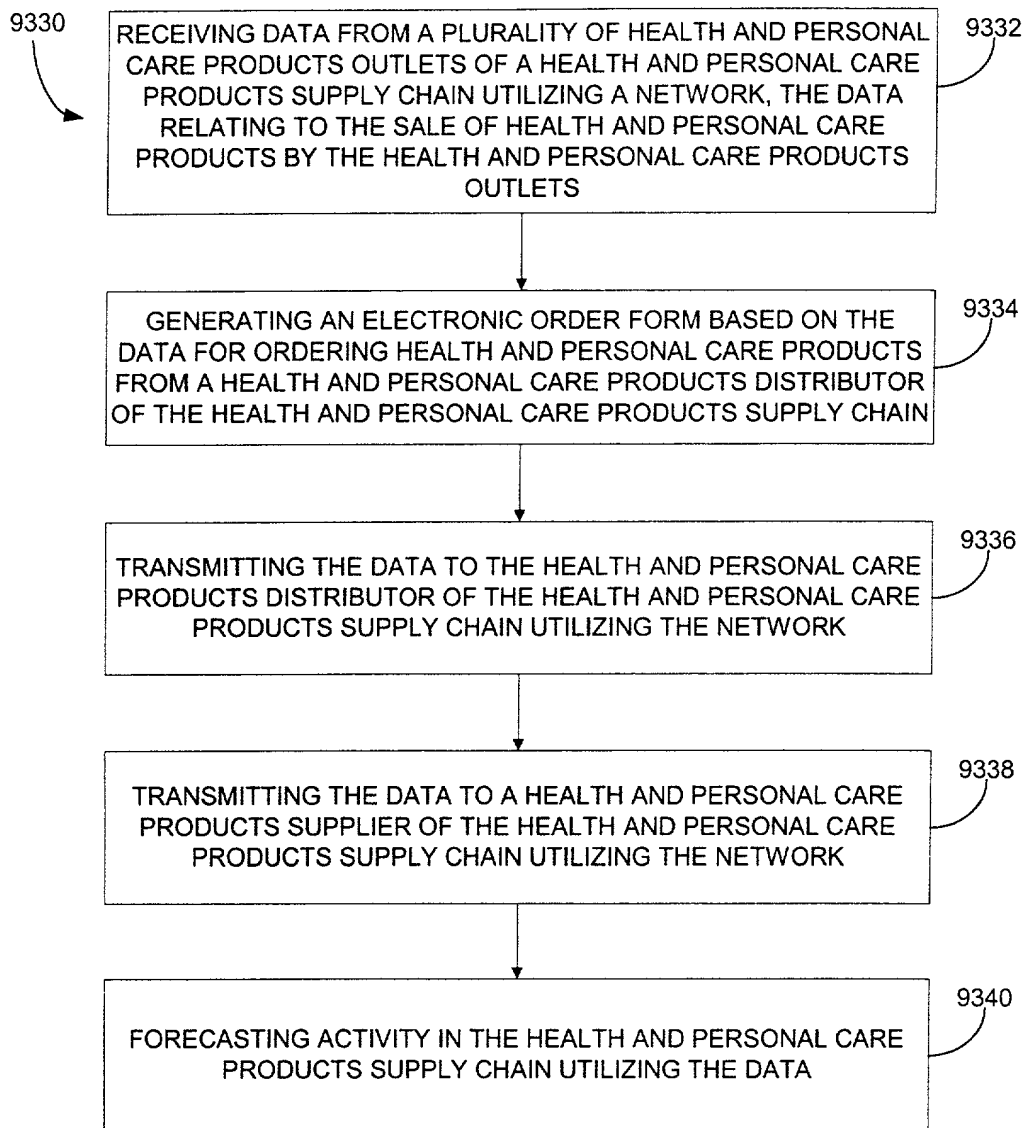 9330
9332
RECEIVING DATA FROM A PLURALITY OF HEALTH AND PERSONAL
CARE PRODUCTS OUTLETS OF A HEALTH AND PERSONAL CARE
PRODUCTS SUPPLY CHAIN UTILIZING A NETWORK, THE DATA
RELATING TO THE SALE OF HEALTH AND PERSONAL CARE
PRODUCTS BY THE HEALTH AND PERSONAL CARE PRODUCTS
OUTLETS
9334
GENERATING AN ELECTRONIC ORDER FORM BASED ON THE
DATA FOR ORDERING HEALTH AND PERSONAL CARE PRODUCTS
FROM A HEALTH AND PERSONAL CARE PRODUCTS DISTRIBUTOR
OF THE HEALTH AND PERSONAL CARE PRODUCTS SUPPLY CHAIN
9336
TRANSMITTING THE DATA TO THE HEALTH AND PERSONAL CARE
PRODUCTS DISTRIBUTOR OF THE HEALTH AND PERSONAL CARE
PRODUCTS SUPPLY CHAIN UTILIZING THE NETWORK
9338
TRANSMITTING THE DATA TO A HEALTH AND PERSONAL CARE
PRODUCTS SUPPLIER OF THE HEALTH AND PERSONAL CARE
PRODUCTS SUPPLY CHAIN UTILIZING THE NETWORK
9340
FORECASTING ACTIVITY IN THE HEALTH AND PERSONAL CARE
PRODUCTS SUPPLY CHAIN UTILIZING THE DATA